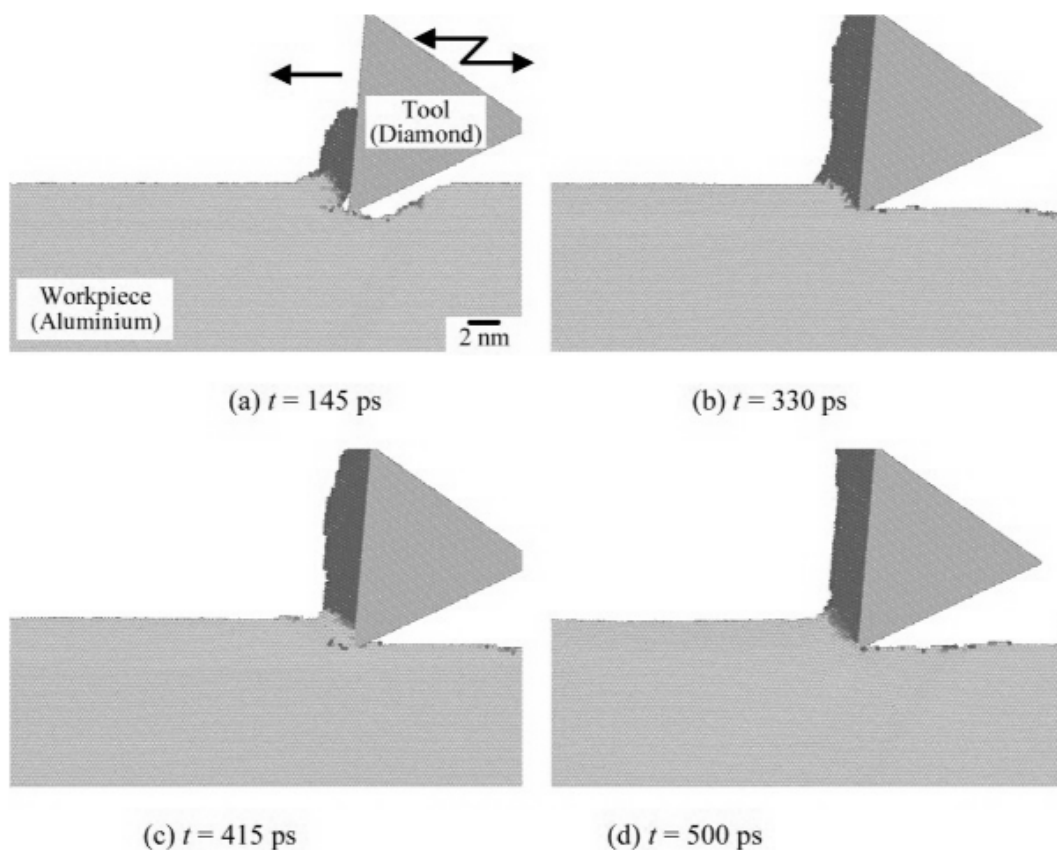 Tool
(Diamond)
Workpiece
(Aluminium)
2 nm
(a) t = 145 ps
(b) t = 330 ps
(c) t = 415 ps
(d) t = 500 ps